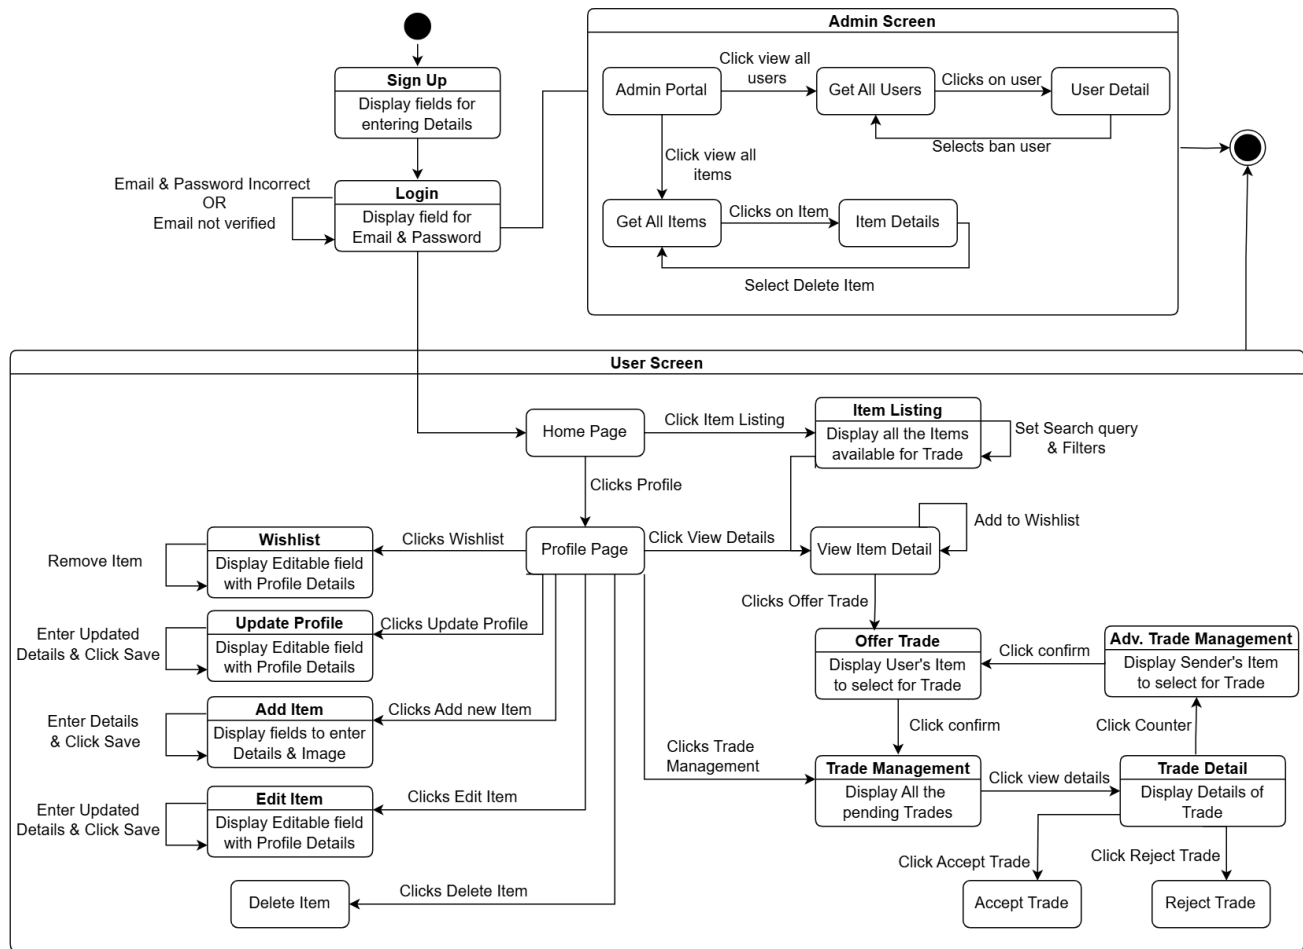 Admin Screen
Sign Up
Display fields for
entering Details
Admin Portal
Click view all
users
Get All Users
Clicks on user
User Detail
Selects ban user
Click view all
items
Email & Password Incorrect
OR
Email not verified
Login
Display field for
Email & Password
Get All Items
Clicks on Item
Item Details
Select Delete Item
User Screen
Home Page
Click Item Listing
Item Listing
Display all the Items
available for Trade
Set Search query
& Filters
Clicks Profile
Remove Item
Wishlist
Display Editable field
with Profile Details
Clicks Wishlist
Profile Page
Click View Details
View Item Detail
Add to Wishlist
Enter Updated
Details & Click Save
Update Profile
Display Editable field
with Profile Details
Clicks Update Profile
Clicks Offer Trade
Offer Trade
Display User's Item
to select for Trade
Click confirm
Adv. Trade Management
Display Sender's Item
to select for Trade
Enter Details
& Click Save
Add Item
Display fields to enter
Details & Image
Clicks Add new Item
Click confirm
Click Counter
Clicks Trade
Management
Trade Management
Display All the
pending Trades
Click view details
Trade Detail
Display Details of
Trade
Enter Updated
Details & Click Save
Edit Item
Display Editable field
with Profile Details
Clicks Edit Item
Click Accept Trade
Click Reject Trade
Delete Item
Clicks Delete Item
Accept Trade
Reject Trade